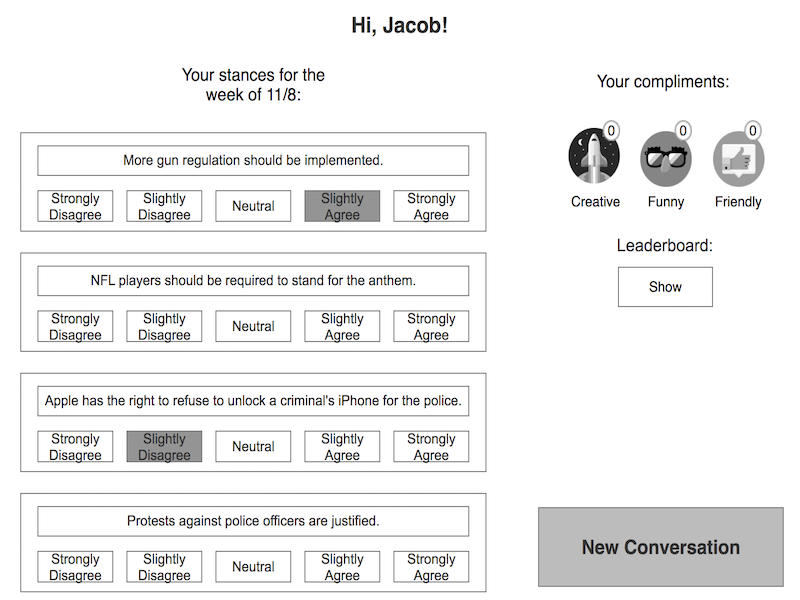 Hi, Jacob!
Your stances for the
week of 11/8:
More gun regulation should be implemented.
Strongly
Disagree
Slightly
Disagree
Neutral
Slightly
Agree
Strongly
Agree
NFL players should be required to stand for the anthem.
Strongly
Disagree
Slightly
Disagree
Neutral
Slightly
Agree
Strongly
Agree
Apple has the right to refuse to unlock a criminal's iPhone for the police.
Strongly
Disagree
Slightly
Disagree
Neutral
Slightly
Agree
Strongly
Agree
Protests against police officers are justified.
Strongly
Disagree
Slightly
Disagree
Neutral
Slightly
Agree
Strongly
Agree
Your compliments:
0
0
0
Creative
Funny
Friendly
Leaderboard:
Show
New Conversation